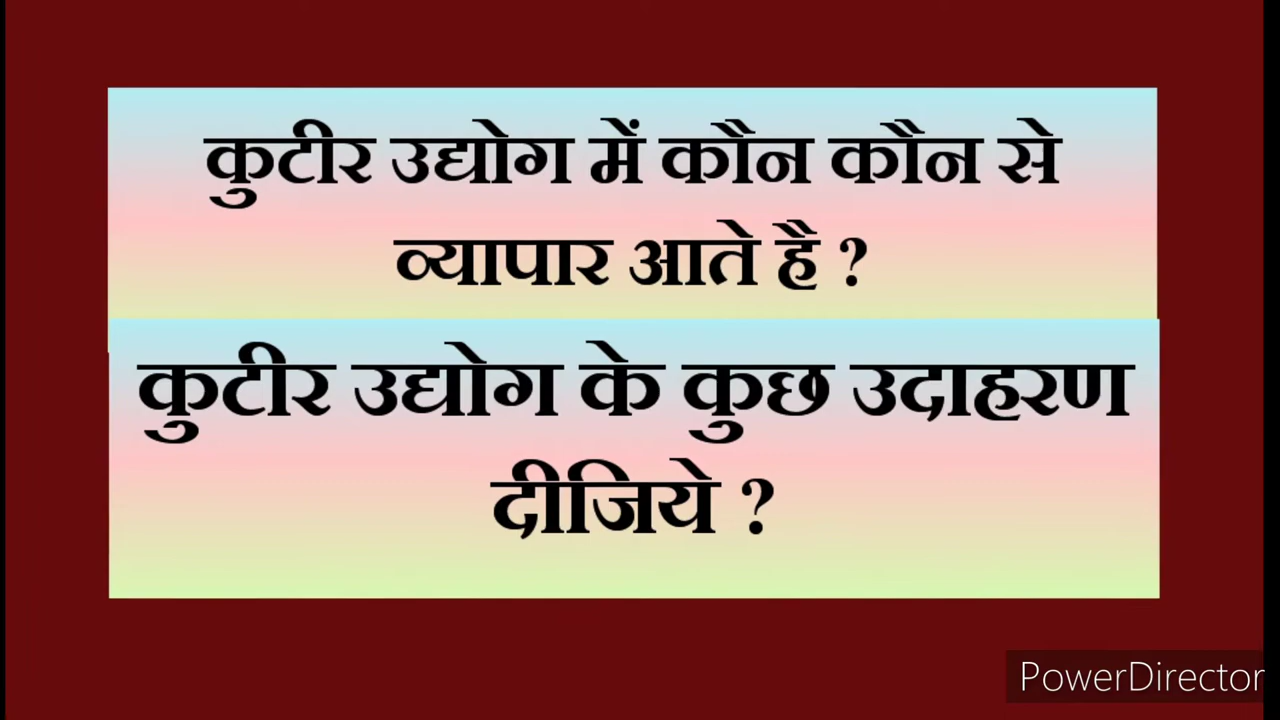 कुटीर उद्योग में कौन कौन से
व्यापार आते है ?
कुटीर उद्योग के कुछ उदाहरण
दीजिये ?
PowerDirector